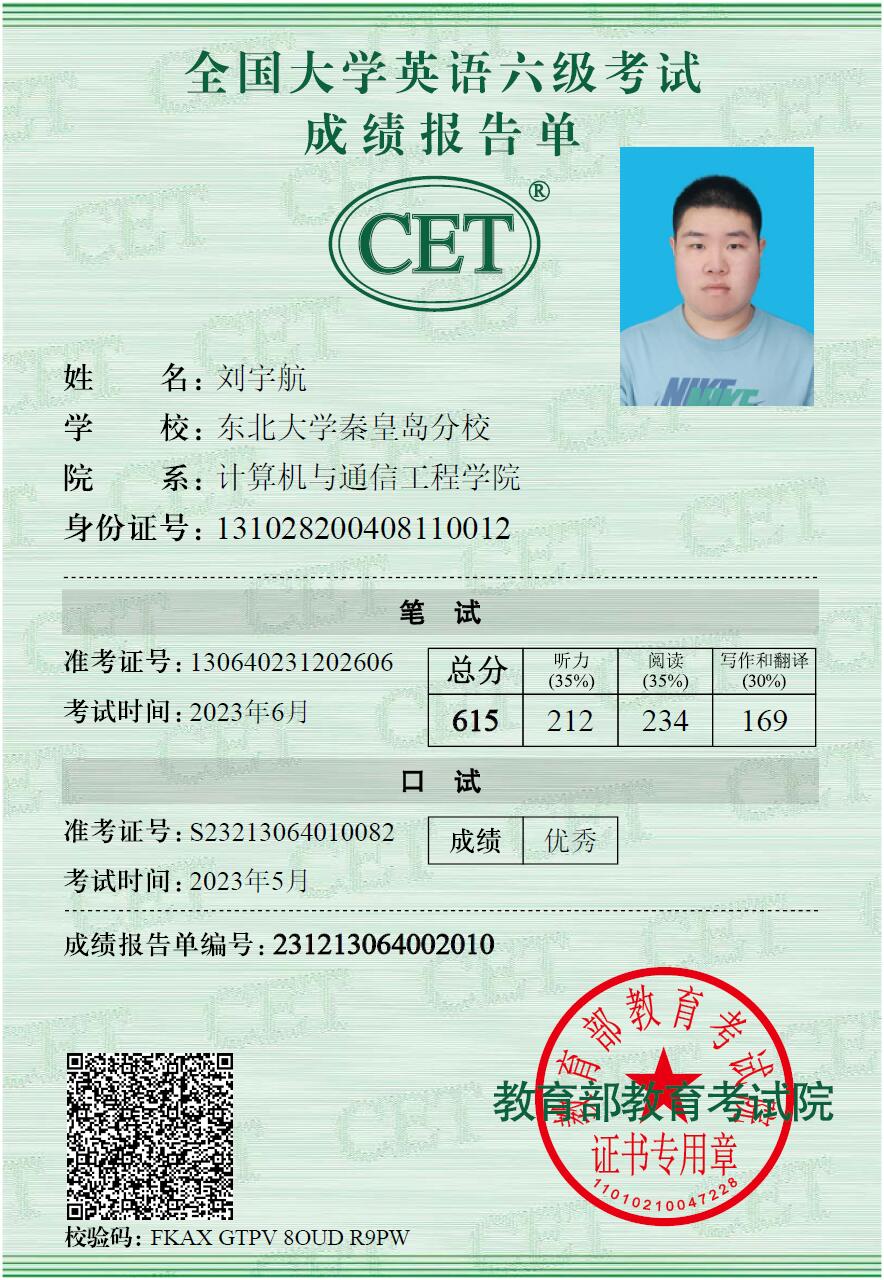 全国大学英语六级考试
成绩报告单
CET®
NIKE
姓名：刘宇航
学校：东北大学秦皇岛分校
院系：计算机与通信工程学院
身份证号：131028200408110012
笔试
准考证号：130640231202606
考试时间：2023年6月
总分 听力(35%) 阅读(35%) 写作和翻译(30%)
615 212 234 169
口试
准考证号：S23213064010082
考试时间：2023年5月
成绩 优秀
成绩报告单编号：231213064002010
教育部教育考试院
教育部教育考试院
证书专用章
11010210047228
校验码：FKAX GTPV 8OUD R9PW